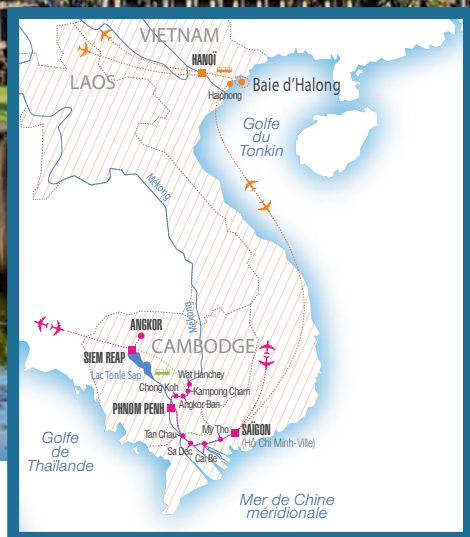 VIETNAM
HANOÏ
LAOS
Baie d'Halong
Haiphong
Golfe
du
Tonkin
Mékong
Mékong
ANGKOR
CAMBODGE
SIEM REAP
Lac Tonlé Sap
Wat Hanchey
Chong Koh
Kampong Cham
Angkor Ban
PHNOM PENH
Tan Chau
My Tho
SAÏGON
(Hô Chi Minh-Ville)
Sa Dec
Caï Be
Golfe
de
Thaïlande
Mer de Chine
méridionale